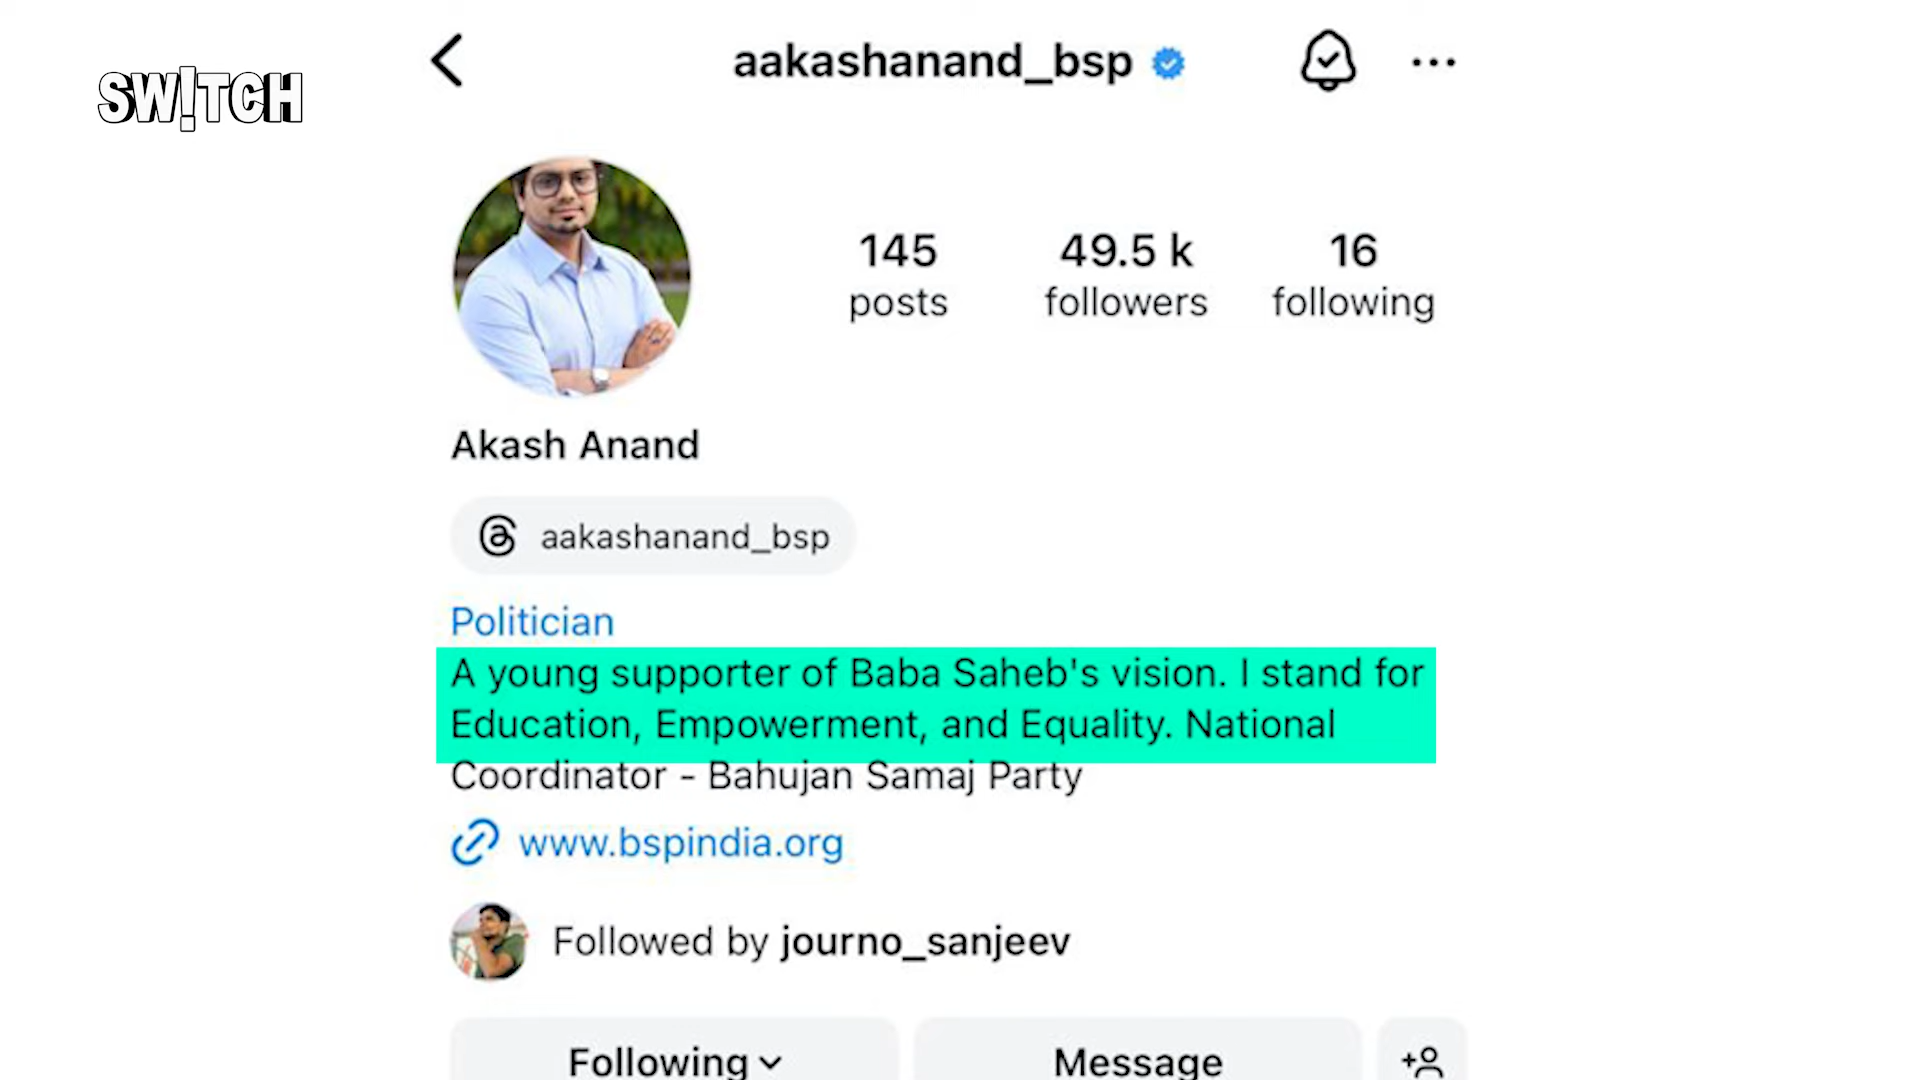 SW!TCH
aakashanand_bsp
145 49.5 k 16
posts followers following
Akash Anand
aakashanand_bsp
Politician
A young supporter of Baba Saheb's vision. I stand for
Education, Empowerment, and Equality. National
Coordinator - Bahujan Samaj Party
www.bspindia.org
Followed by journo_sanjeev
Following Message